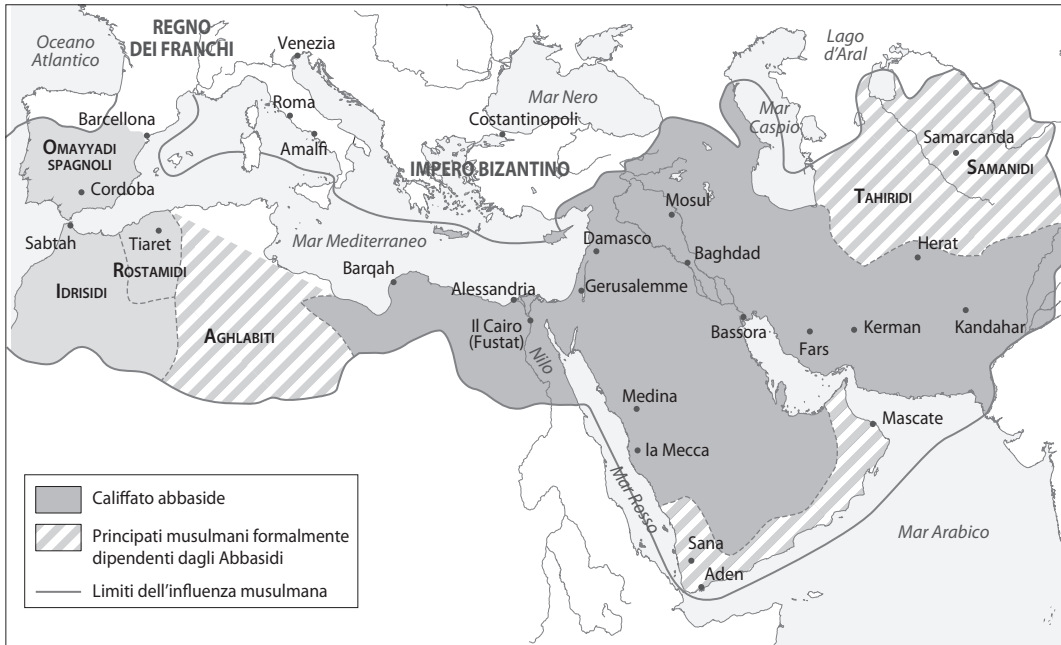 REGNO
DEI FRANCHI
Oceano
Atlantico
Venezia
Lago
d'Aral
Mar Nero
Mar
Caspio
Barcellona
Roma
Costantinopoli
Samarcanda
OMAYYADI
SPAGNOLI
Amalfi
IMPERO BIZANTINO
SAMANIDI
Cordoba
Mosul
TAHIRIDI
Sabtah
Tiaret
Mar Mediterraneo
Damasco
Baghdad
Herat
ROSTAMIDI
Barqah
IDRISIDI
Alessandria
Gerusalemme
AGHLABITI
Il Cairo
(Fustat)
Bassora
Fars
Kerman
Kandahar
Nilo
Medina
Mascate
la Mecca
Mar Rosso
Mar Arabico
Sana
Aden
Califfato abbaside
Principati musulmani formalmente
dipendenti dagli Abbasidi
Limiti dell'influenza musulmana